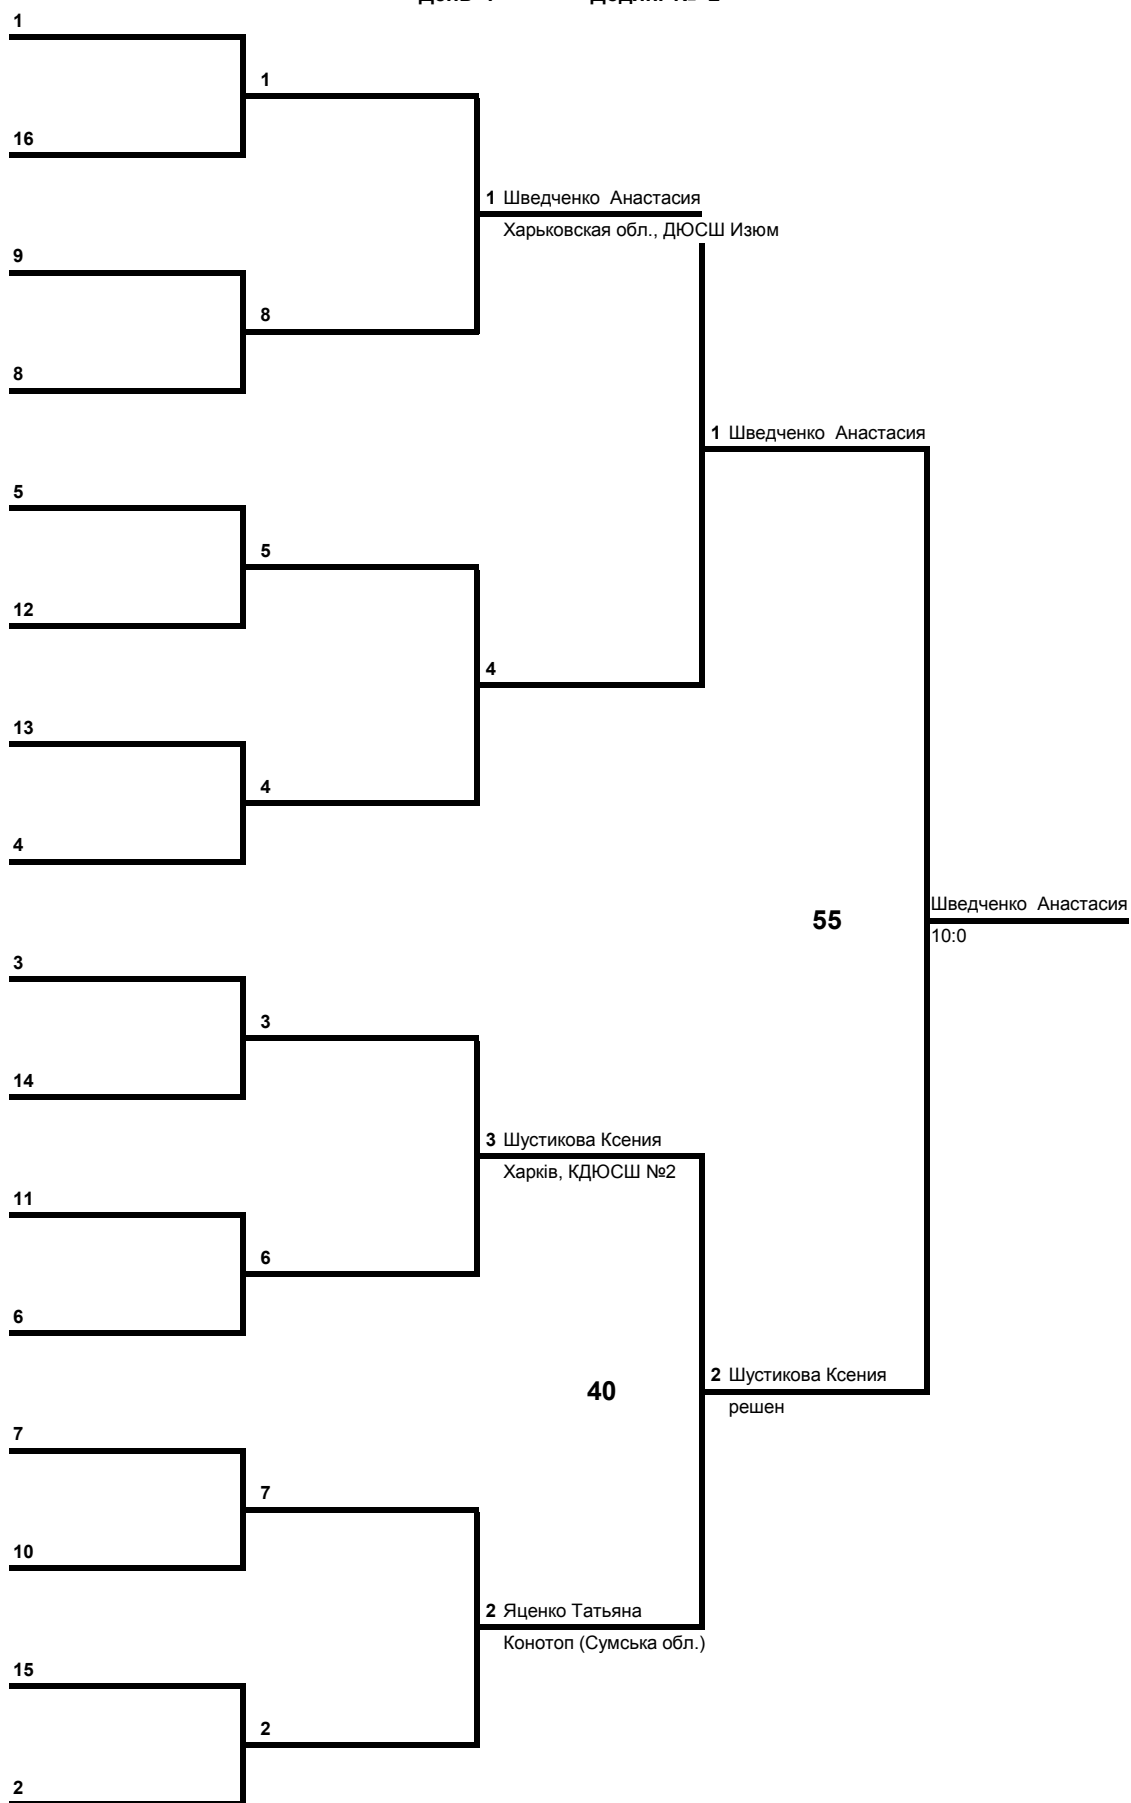 1
1
16
1 Шведченко Анастасия
Харьковская обл., ДЮСШ Изюм
9
8
8
1 Шведченко Анастасия
5
5
12
4
13
4
4
Шведченко Анастасия
55
10:0
3
3
14
3 Шустикова Ксения
Харків, КДЮСШ №2
11
6
6
2 Шустикова Ксения
40
решен
7
7
10
2 Яценко Татьяна
Конотоп (Сумська обл.)
15
2
2